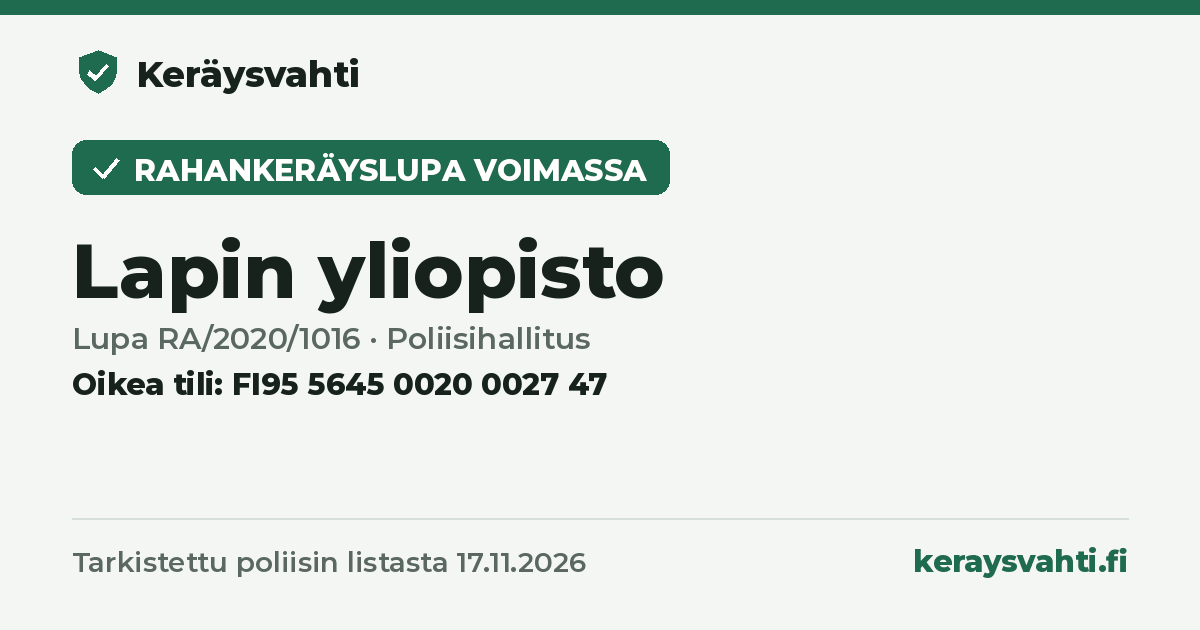 Keräysvahti
RAHANKERÄYSLUPA VOIMASSA
Lapin yliopisto
Lupa RA/2020/1016 · Poliisihallitus
Oikea tili: FI95 5645 0020 0027 47
Tarkistettu poliisin listasta 17.11.2026
keraysvahti.fi